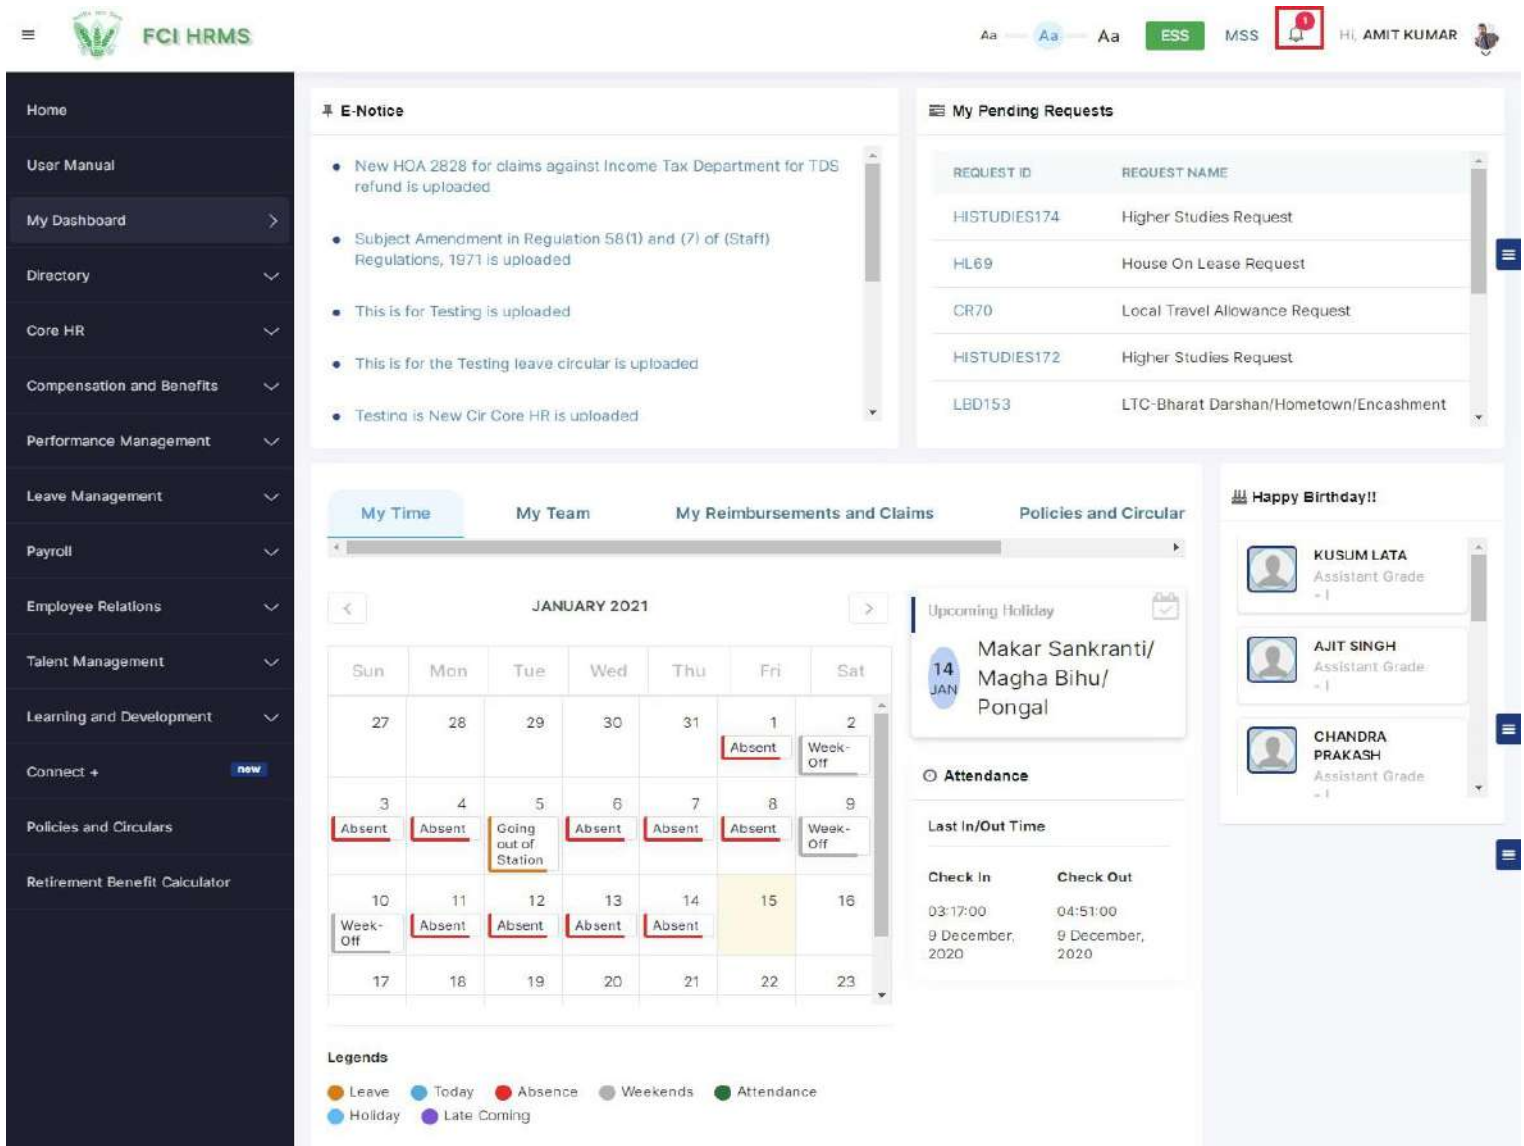 FCI HRMS
Aa Aa Aa ESS MSS 1 Hi, AMIT KUMAR
Home
User Manual
My Dashboard
Directory
Core HR
Compensation and Benefits
Performance Management
Leave Management
Payroll
Employee Relations
Talent Management
Learning and Development
Connect + new
Policies and Circulars
Retirement Benefit Calculator
E-Notice
New HOA 2828 for claims against Income Tax Department for TDS
refund is uploaded
Subject Amendment in Regulation 58(1) and (7) of (Staff)
Regulations, 1971 is uploaded
This is for Testing is uploaded
This is for the Testing leave circular is uploaded
Testing is New Cir Core HR is uploaded
My Pending Requests
REQUEST ID REQUEST NAME
HISTUDIES174 Higher Studies Request
HL69 House On Lease Request
CR70 Local Travel Allowance Request
HISTUDIES172 Higher Studies Request
LBD153 LTC-Bharat Darshan/Hometown/Encashment
My Time My Team My Reimbursements and Claims Policies and Circular
JANUARY 2021
Sun Mon Tue Wed Thu Fri Sat
27 28 29 30 31 1 2
Absent Week-
Off
3 4 5 6 7 8 9
Absent Absent Going Absent Absent Absent Week-
out of Off
Station
10 11 12 13 14 15 16
Week- Absent Absent Absent Absent
Off
17 18 19 20 21 22 23
Legends
Leave Today Absence Weekends Attendance
Holiday Late Coming
Upcoming Holiday
14
JAN
Makar Sankranti/
Magha Bihu/
Pongal
Attendance
Last In/Out Time
Check In Check Out
03:17:00 04:51:00
9 December, 9 December,
2020 2020
Happy Birthday!!
KUSUM LATA
Assistant Grade
- I
AJIT SINGH
Assistant Grade
- I
CHANDRA
PRAKASH
Assistant Grade
- I